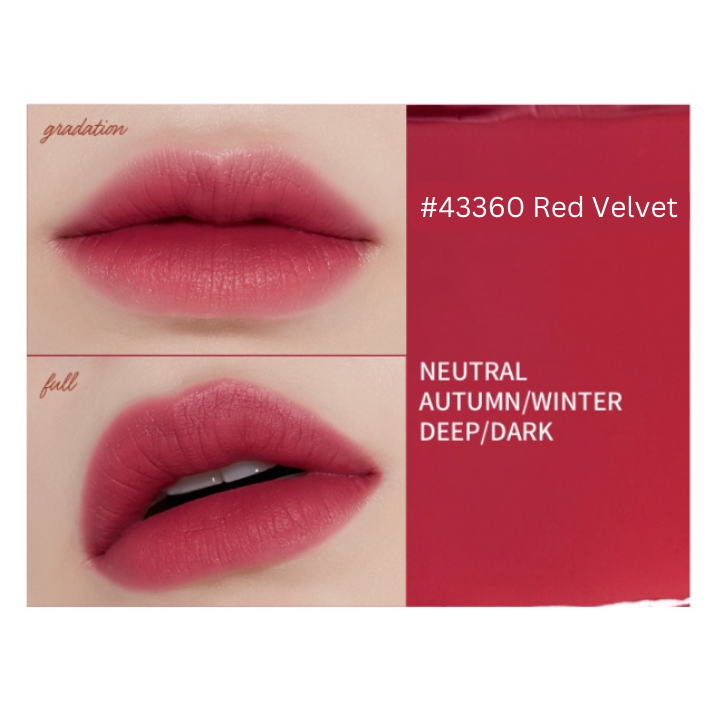 gradation
full
#43360 Red Velvet
NEUTRAL
AUTUMN/WINTER
DEEP/DARK